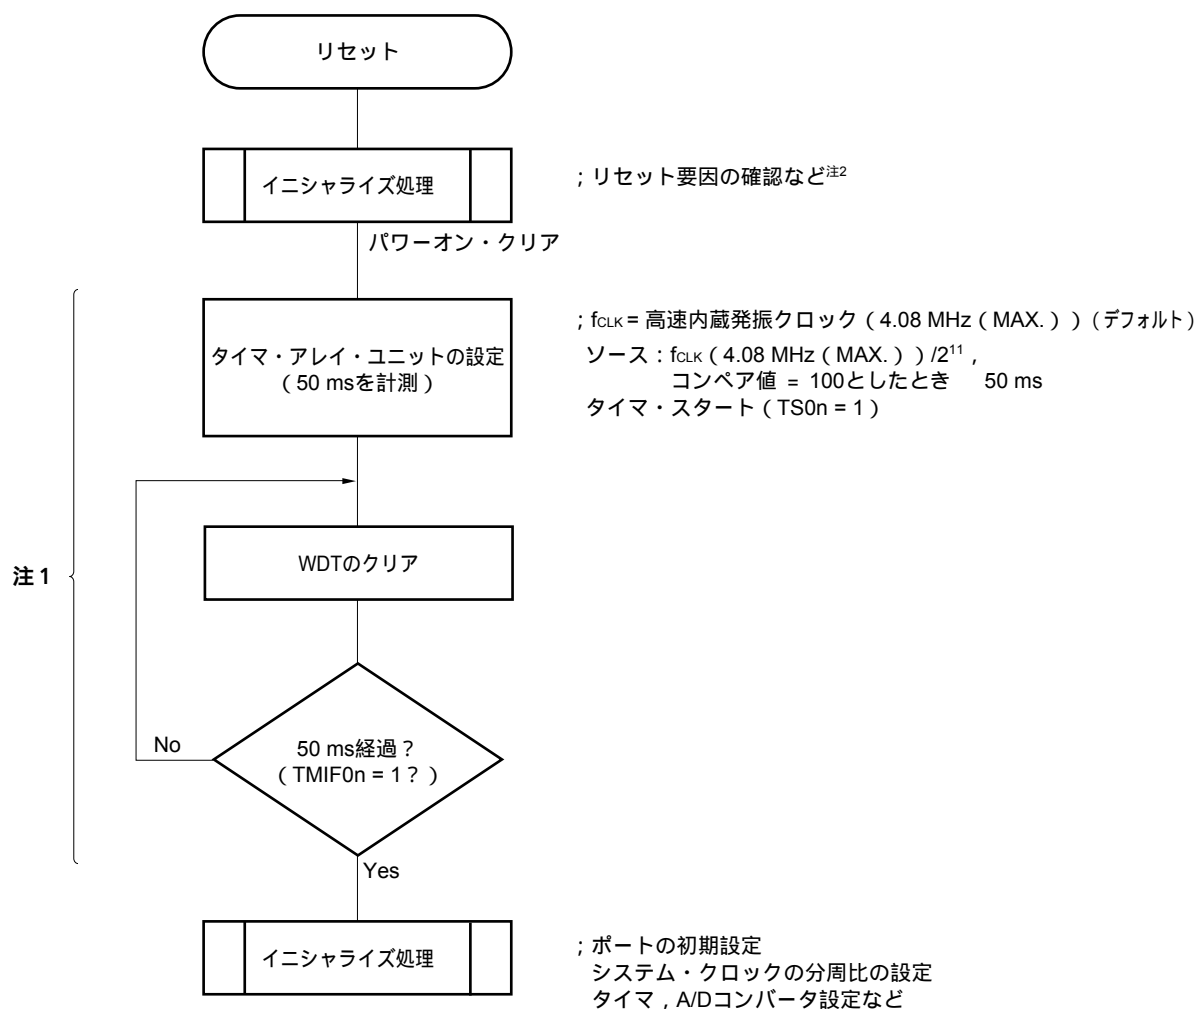 リセット
イニシャライズ処理
；リセット要因の確認など注2
パワーオン・クリア
タイマ・アレイ・ユニットの設定
（50 msを計測）
；fCLK = 高速内蔵発振クロック（4.08 MHz（MAX.））（デフォルト）
ソース：fCLK（4.08 MHz（MAX.））/2¹¹，
コンペア値 = 100としたとき　50 ms
タイマ・スタート（TS0n = 1）
WDTのクリア
注1
No
50 ms経過？
（TMIF0n = 1？）
Yes
イニシャライズ処理
；ポートの初期設定
システム・クロックの分周比の設定
タイマ，A/Dコンバータ設定など